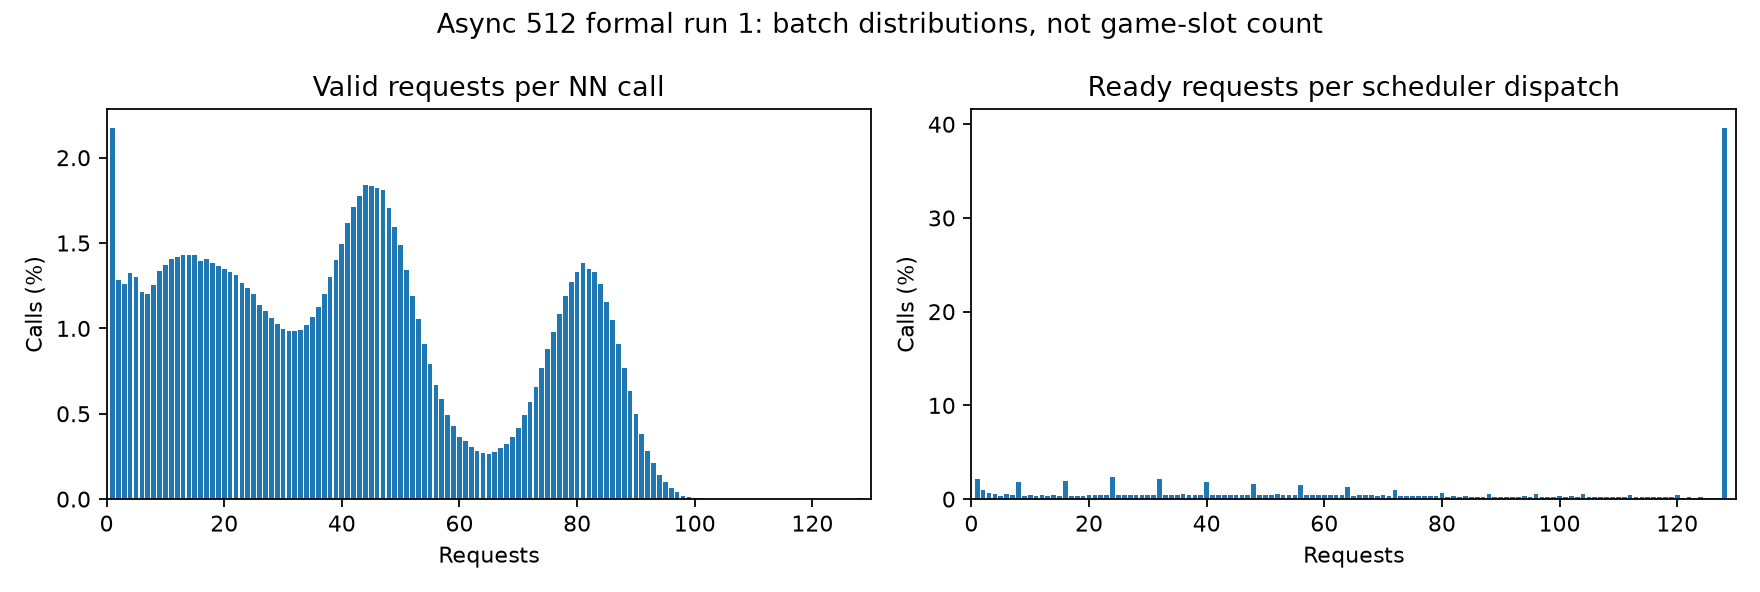 Async 512 formal run 1: batch distributions, not game-slot count
Valid requests per NN call
Calls (%)
2.0
1.5
1.0
0.5
0.0
0 20 40 60 80 100 120
Requests
Ready requests per scheduler dispatch
Calls (%)
40
30
20
10
0
0 20 40 60 80 100 120
Requests